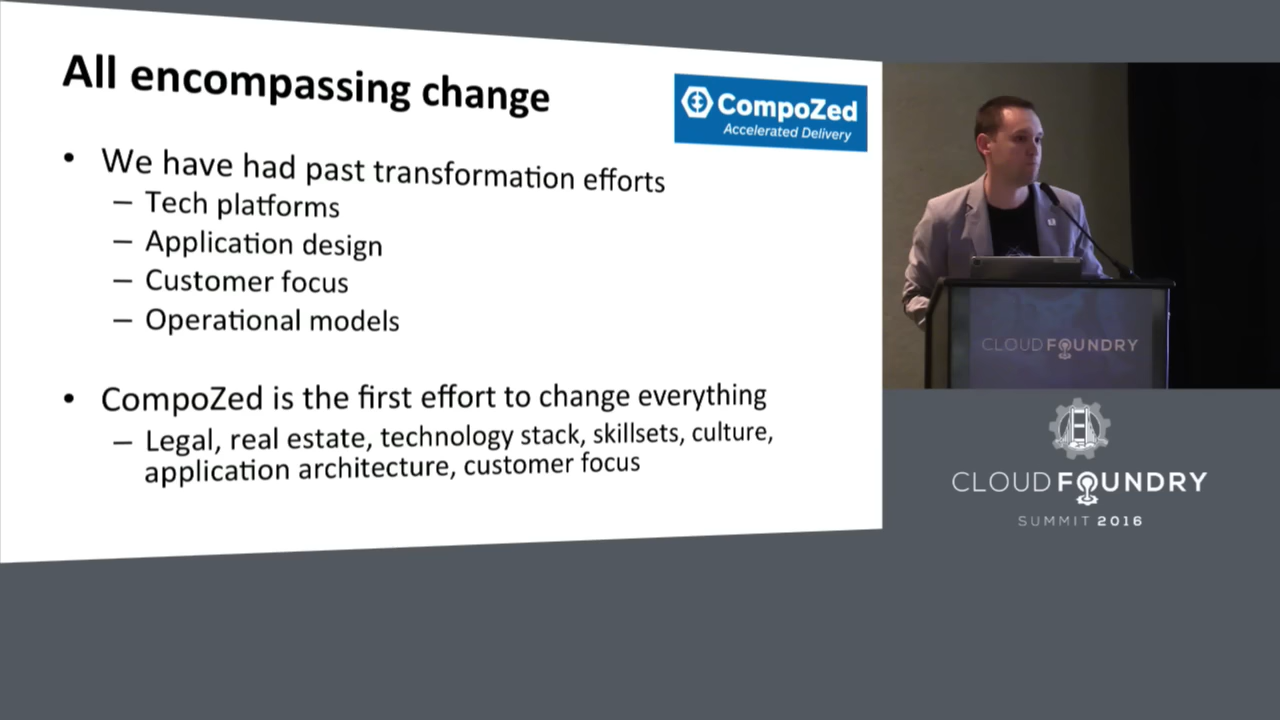 All encompassing change
CompoZed
Accelerated Delivery
• We have had past transformation efforts
– Tech platforms
– Application design
– Customer focus
– Operational models
• CompoZed is the first effort to change everything
– Legal, real estate, technology stack, skillsets, culture,
application architecture, customer focus
CLOUD FOUNDRY
CLOUD FOUNDRY
SUMMIT 2016